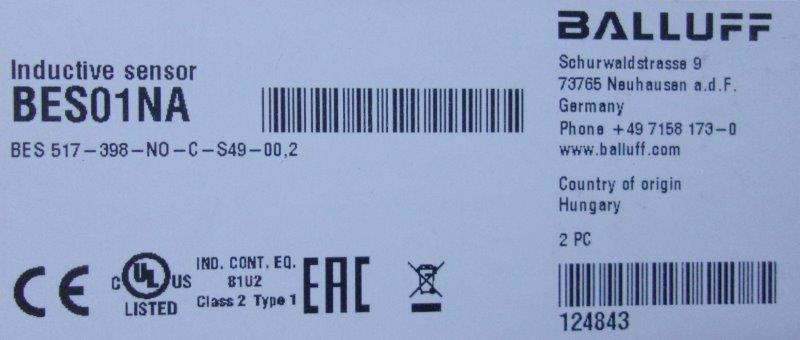 Inductive sensor
BES01NA
BES 517-398-NO-C-S49-00,2
CE
C UL US
LISTED
IND. CONT. EQ.
81U2
Class 2 Type 1
EAC
BALLUFF
Schurwaldstrasse 9
73765 Neuhausen a.d.F.
Germany
Phone +49 7158 173-0
www.balluff.com
Country of origin
Hungary
2 PC
124843